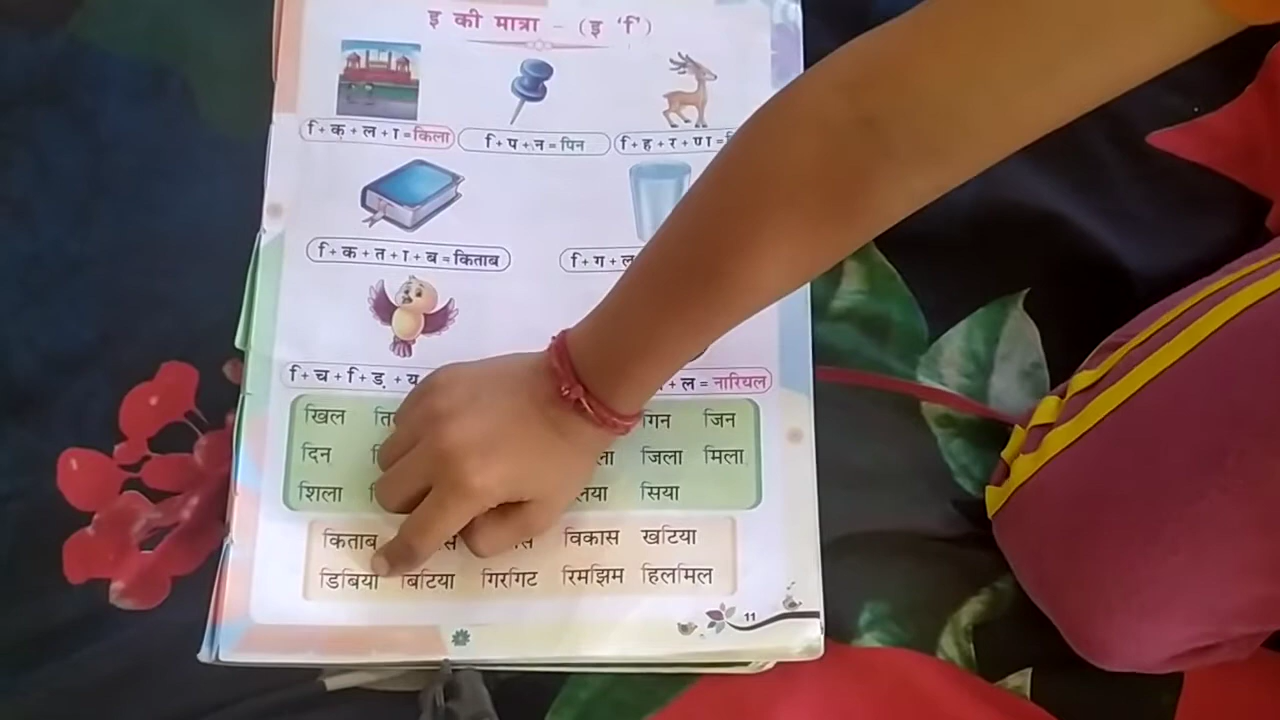 इ की मात्रा - (इ 'ि')
ि + क + ल + ा = किला ि + प + न = पिन ि + ह + र + ण =
ि + क + त + ा + ब = किताब ि + ग + ल
ि + च + ि + ड़ + य + ल = नारियल
खिल जिन
दिन जिला मिला
शिला सिया
किताब विकास खटिया
डिबिया बिटिया गिरगिट रिमझिम हिलमिल
11